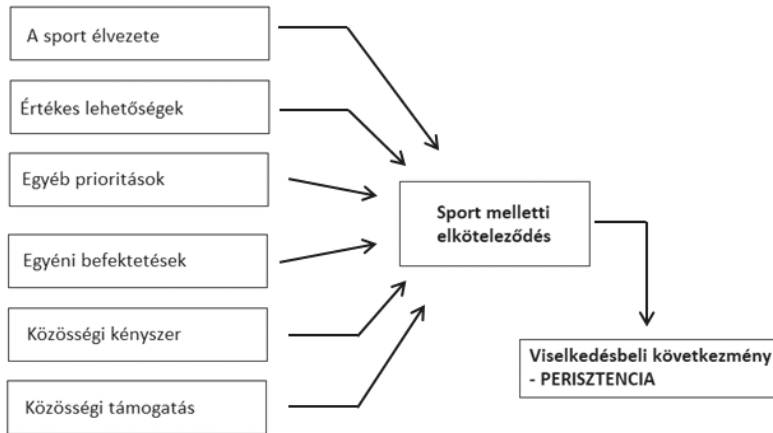 A sport élvezete
Értékes lehetőségek
Egyéb prioritások
Egyéni befektetések
Közösségi kényszer
Közösségi támogatás
Sport melletti
elköteleződés
Viselkedésbeli következmény
- PERISZTENCIA